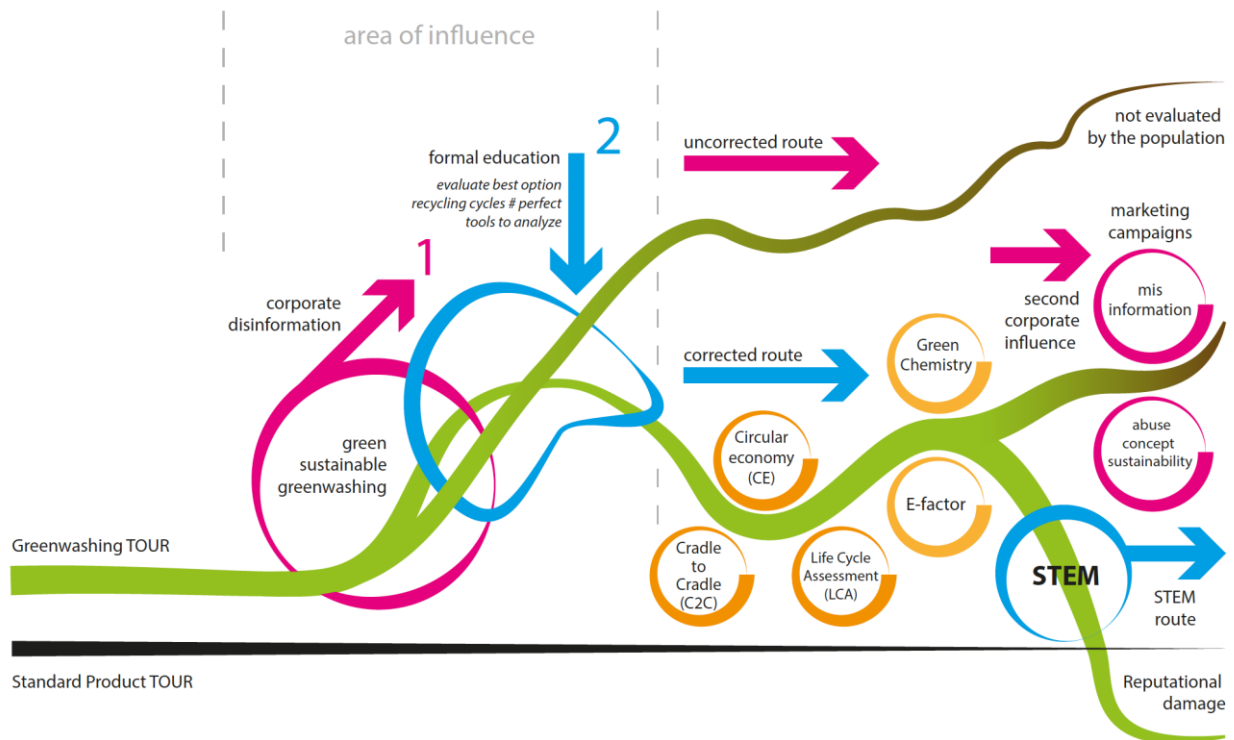 area of influence
2
formal education
evaluate best option
recycling cycles # perfect
tools to analyze
1
corporate
disinformation
green
sustainable
greenwashing
uncorrected route
not evaluated
by the population
marketing
campaigns
mis
information
second
corporate
influence
corrected route
Green
Chemistry
Circular
economy
(CE)
abuse
concept
sustainability
E-factor
Cradle
to
Cradle
(C2C)
Life Cycle
Assessment
(LCA)
STEM
STEM
route
Greenwashing TOUR
Standard Product TOUR
Reputational
damage